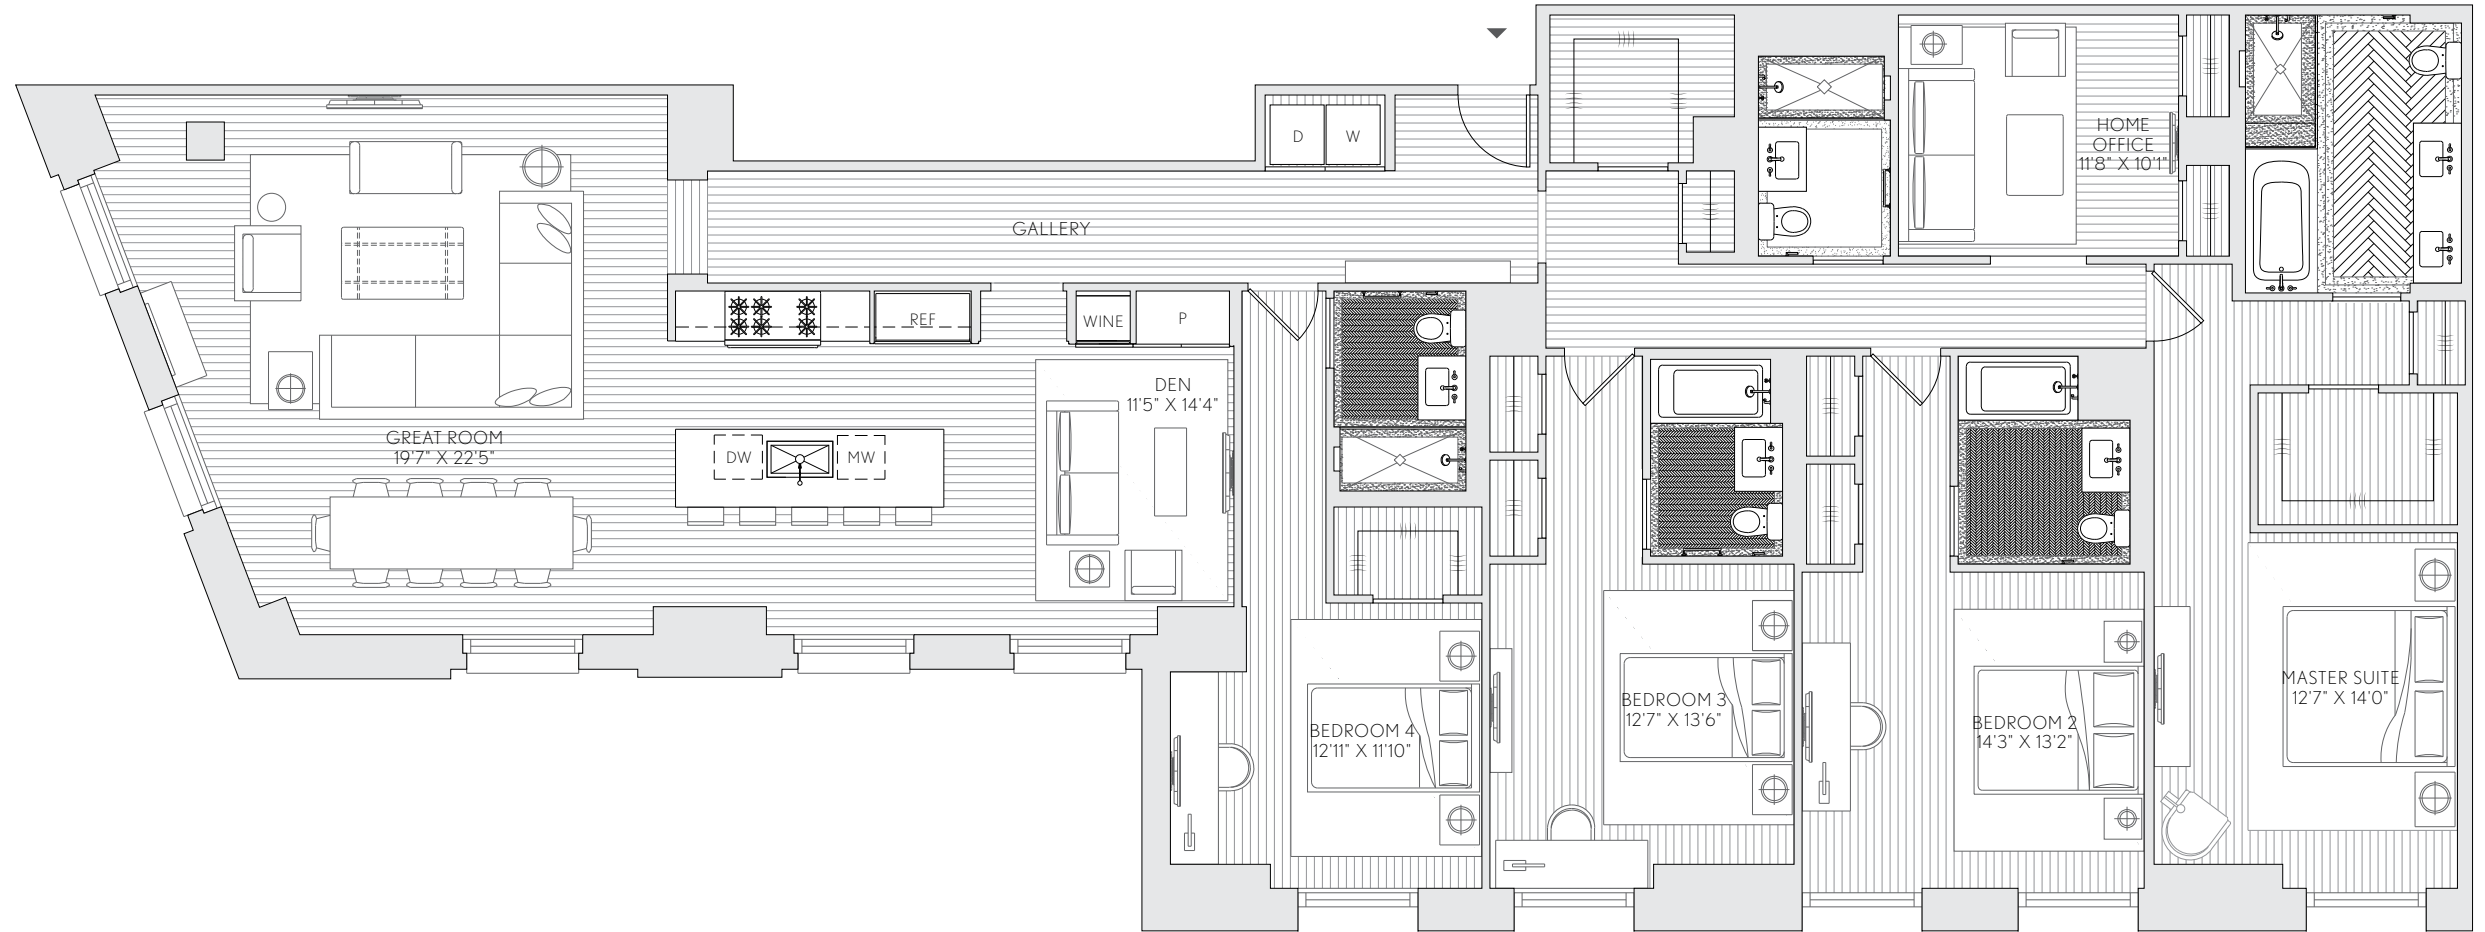 D
W
HOME
OFFICE
11'8" X 10'1"
GALLERY
REF
WINE
P
DEN
11'5" X 14'4"
GREAT ROOM
19'7" X 22'5"
DW
MW
MASTER SUITE
12'7" X 14'0"
BEDROOM 3
12'7" X 13'6"
BEDROOM 2
14'3" X 13'2"
BEDROOM 4
12'11" X 11'10"